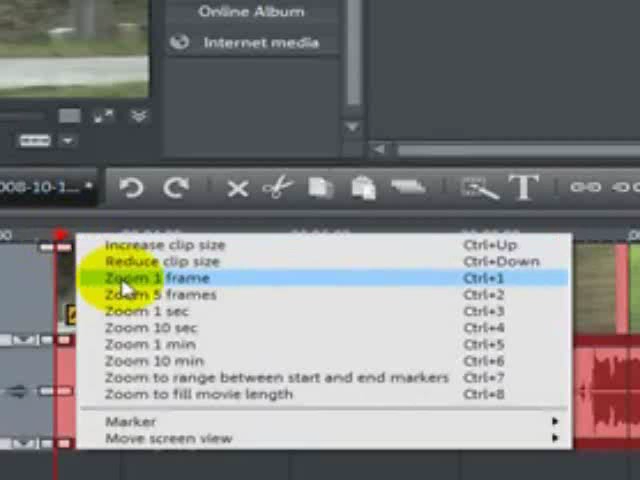 Online Album
Internet media
008-10-1... *
T
Increase clip size Ctrl+Up
Reduce clip size Ctrl+Down
Zoom 1 frame Ctrl+1
Zoom 5 frames Ctrl+2
Zoom 1 sec Ctrl+3
Zoom 10 sec Ctrl+4
Zoom 1 min Ctrl+5
Zoom 10 min Ctrl+6
Zoom to range between start and end markers Ctrl+7
Zoom to fill movie length Ctrl+8
Marker
Move screen view